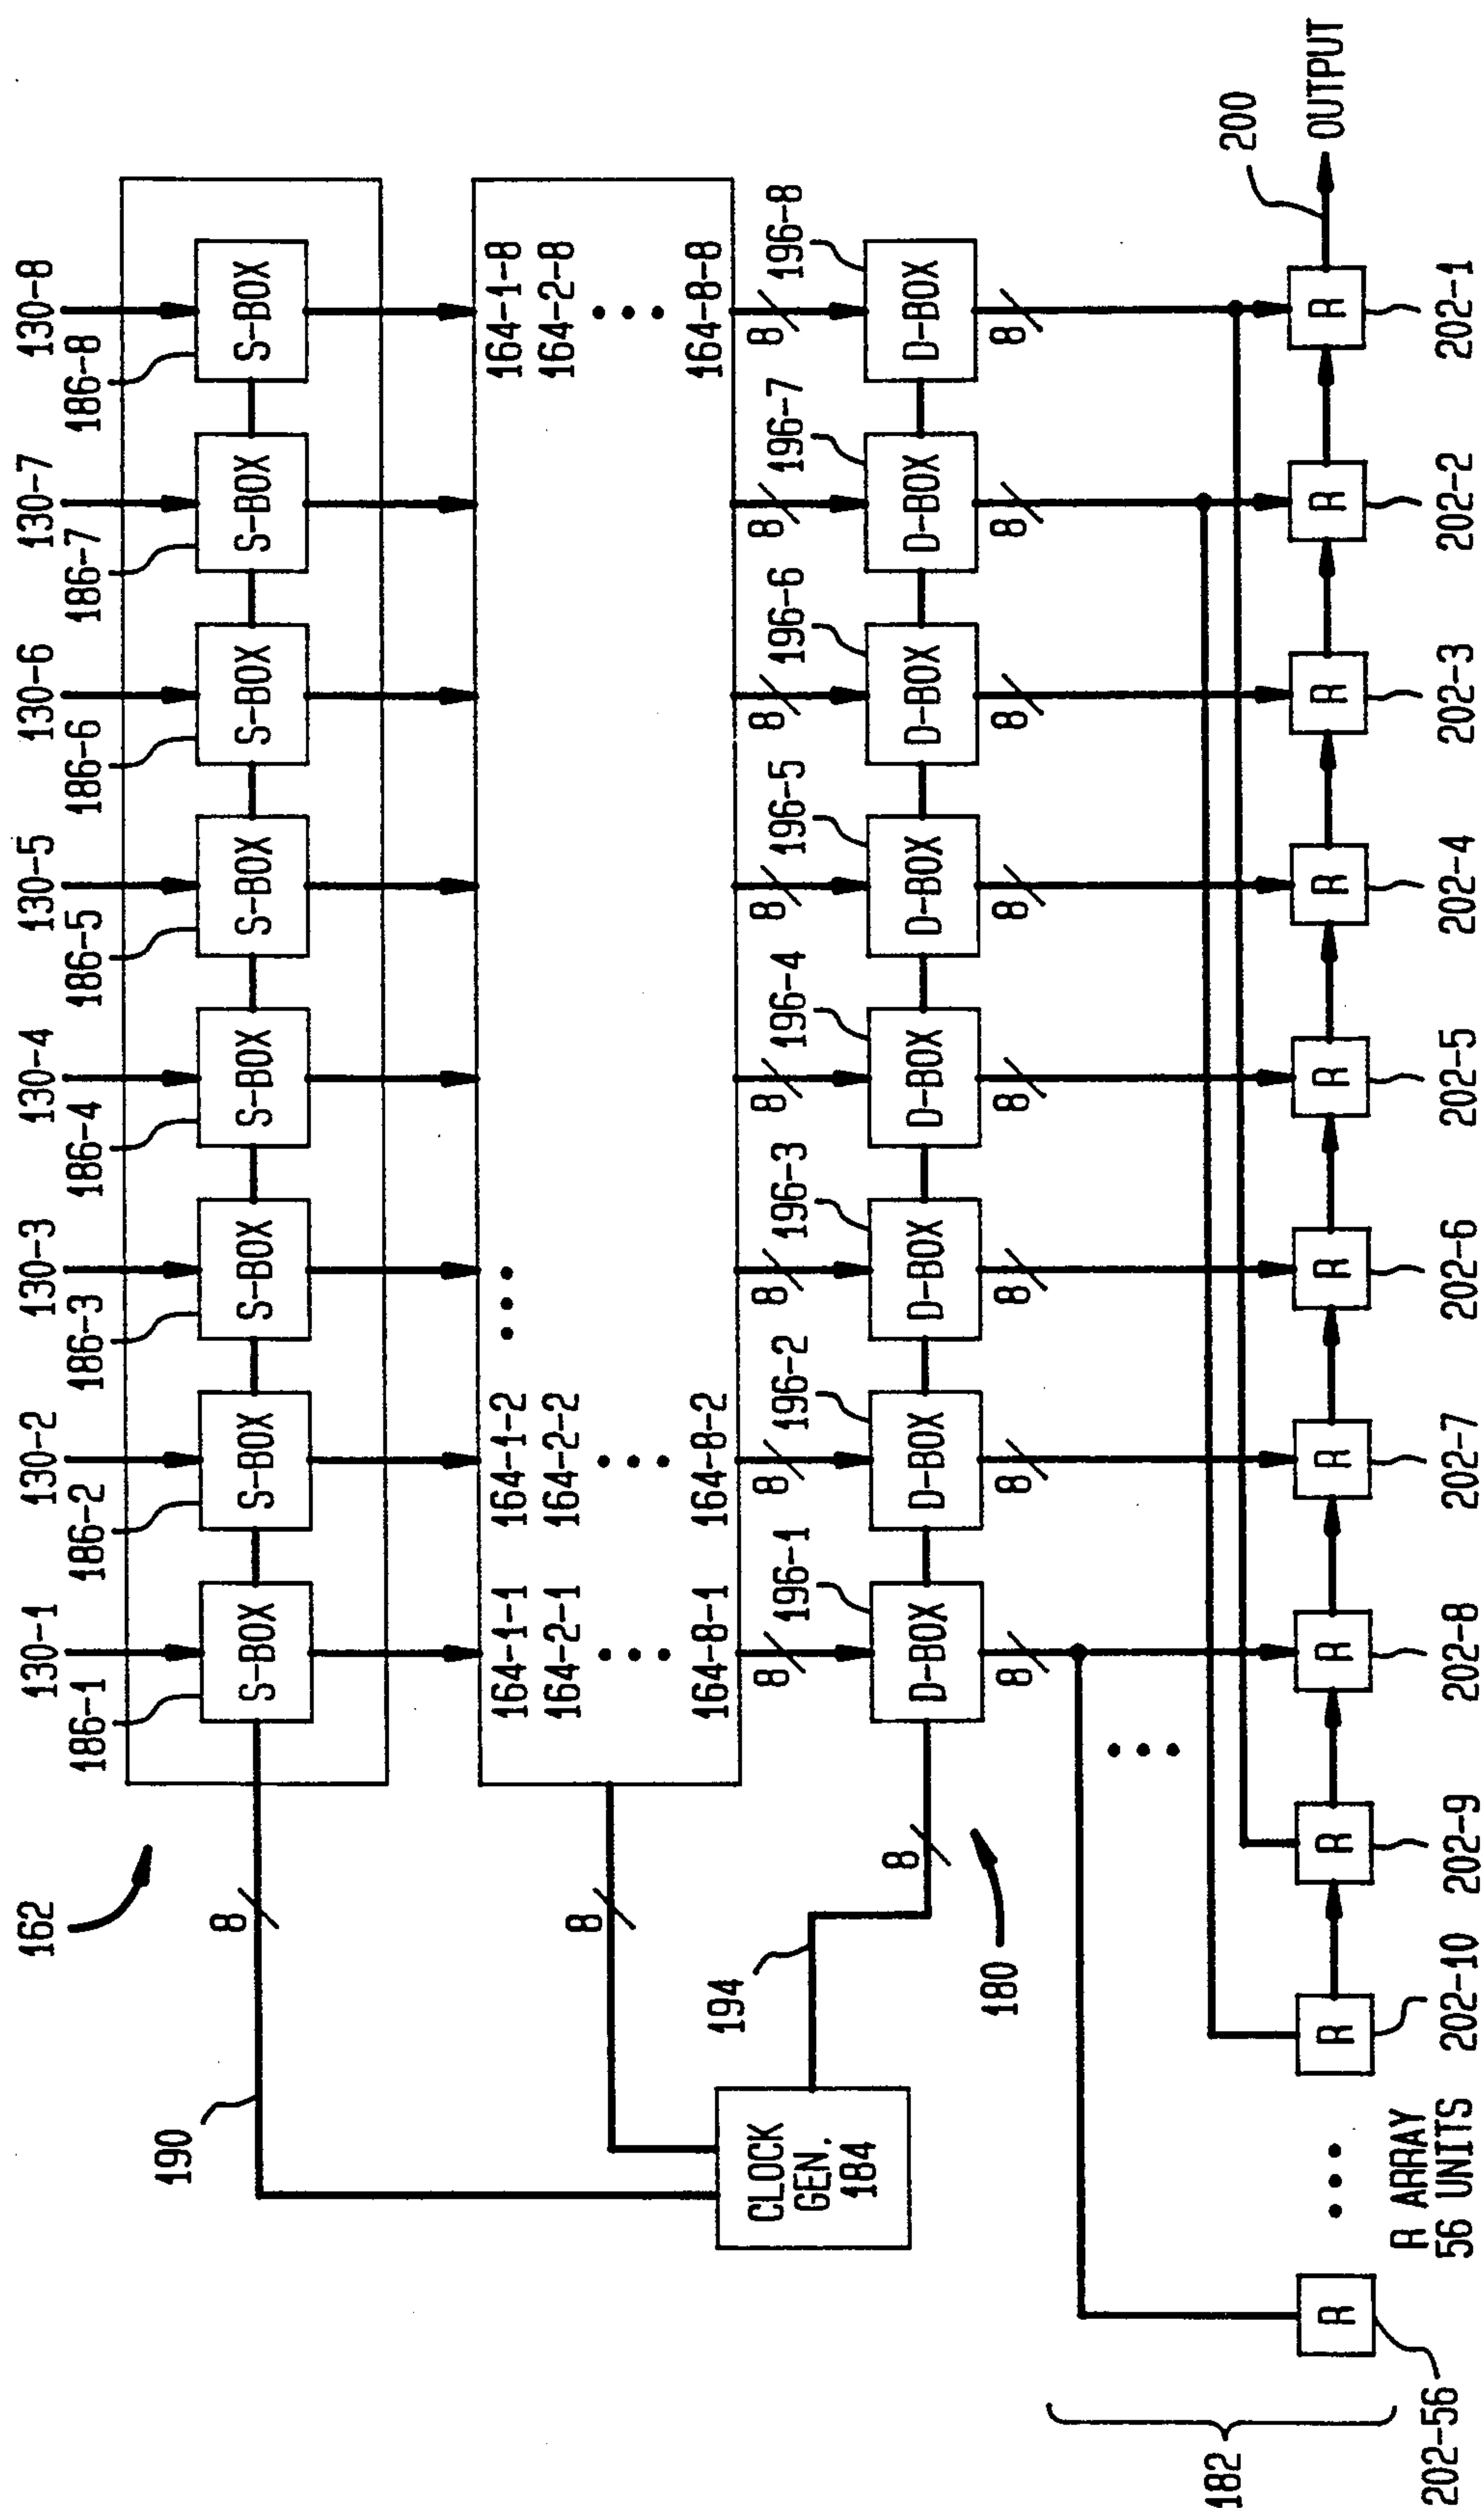 130-1 130-2 130-3 130-4 130-5 130-6 130-7 130-8
186-1 186-2 186-3 186-4 186-5 186-6 186-7 186-8
162
S-BOX S-BOX S-BOX S-BOX S-BOX S-BOX S-BOX S-BOX
190
8
164-1-1 164-1-2 • • • 164-1-8
164-2-1 164-2-2 164-2-8
• • • • • • • • •
164-8-1 164-8-2 164-8-8
8
8 8 8 8 8 8 8 8
196-1 196-2 196-3 196-4 196-5 196-6 196-7 196-8
194
8
D-BOX D-BOX D-BOX D-BOX D-BOX D-BOX D-BOX D-BOX
CLOCK
GEN.
184
180
8 8 8 8 8 8 8 8
• • •
182
200
R • • • R R R R R R R R R R OUTPUT
R ARRAY
56 UNITS
202-56 202-10 202-9 202-8 202-7 202-6 202-5 202-4 202-3 202-2 202-1